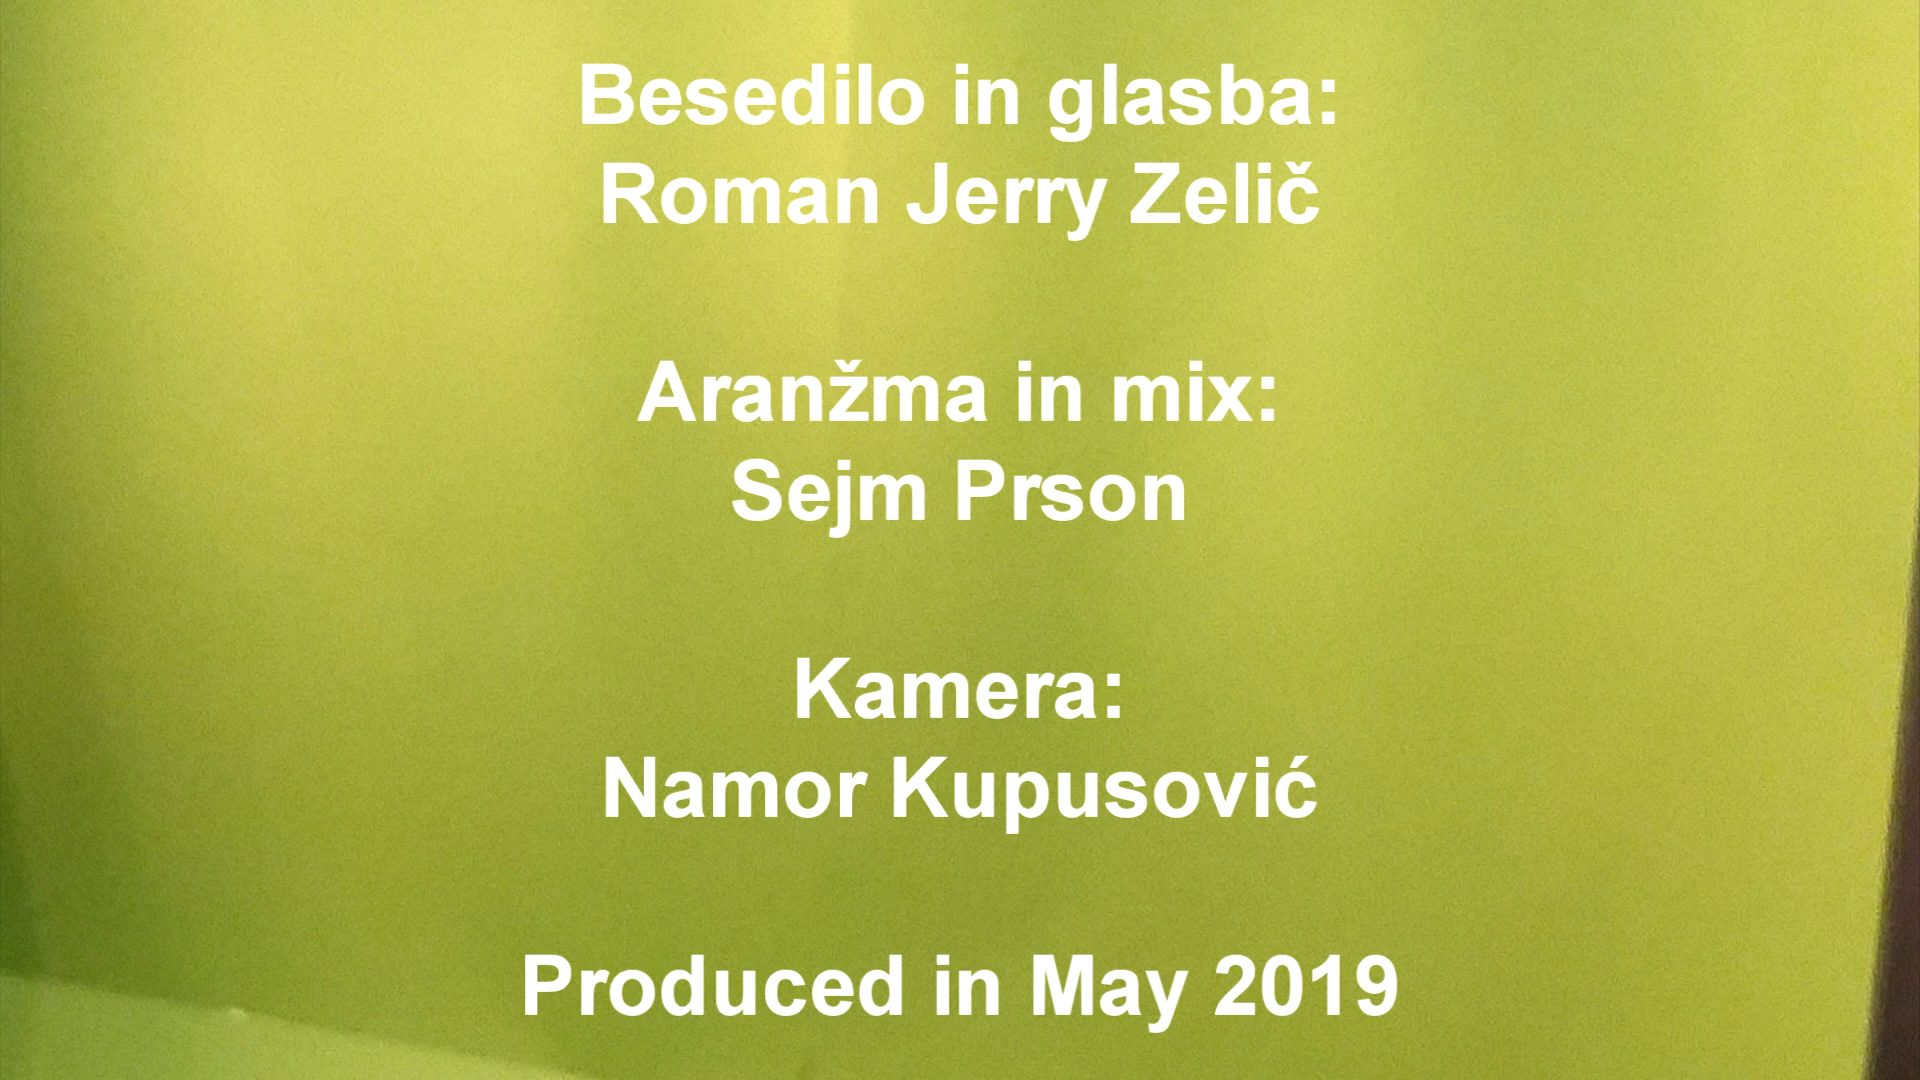 Besedilo in glasba:
Roman Jerry Zelič
Aranžma in mix:
Sejm Prson
Kamera:
Namor Kupusović
Produced in May 2019